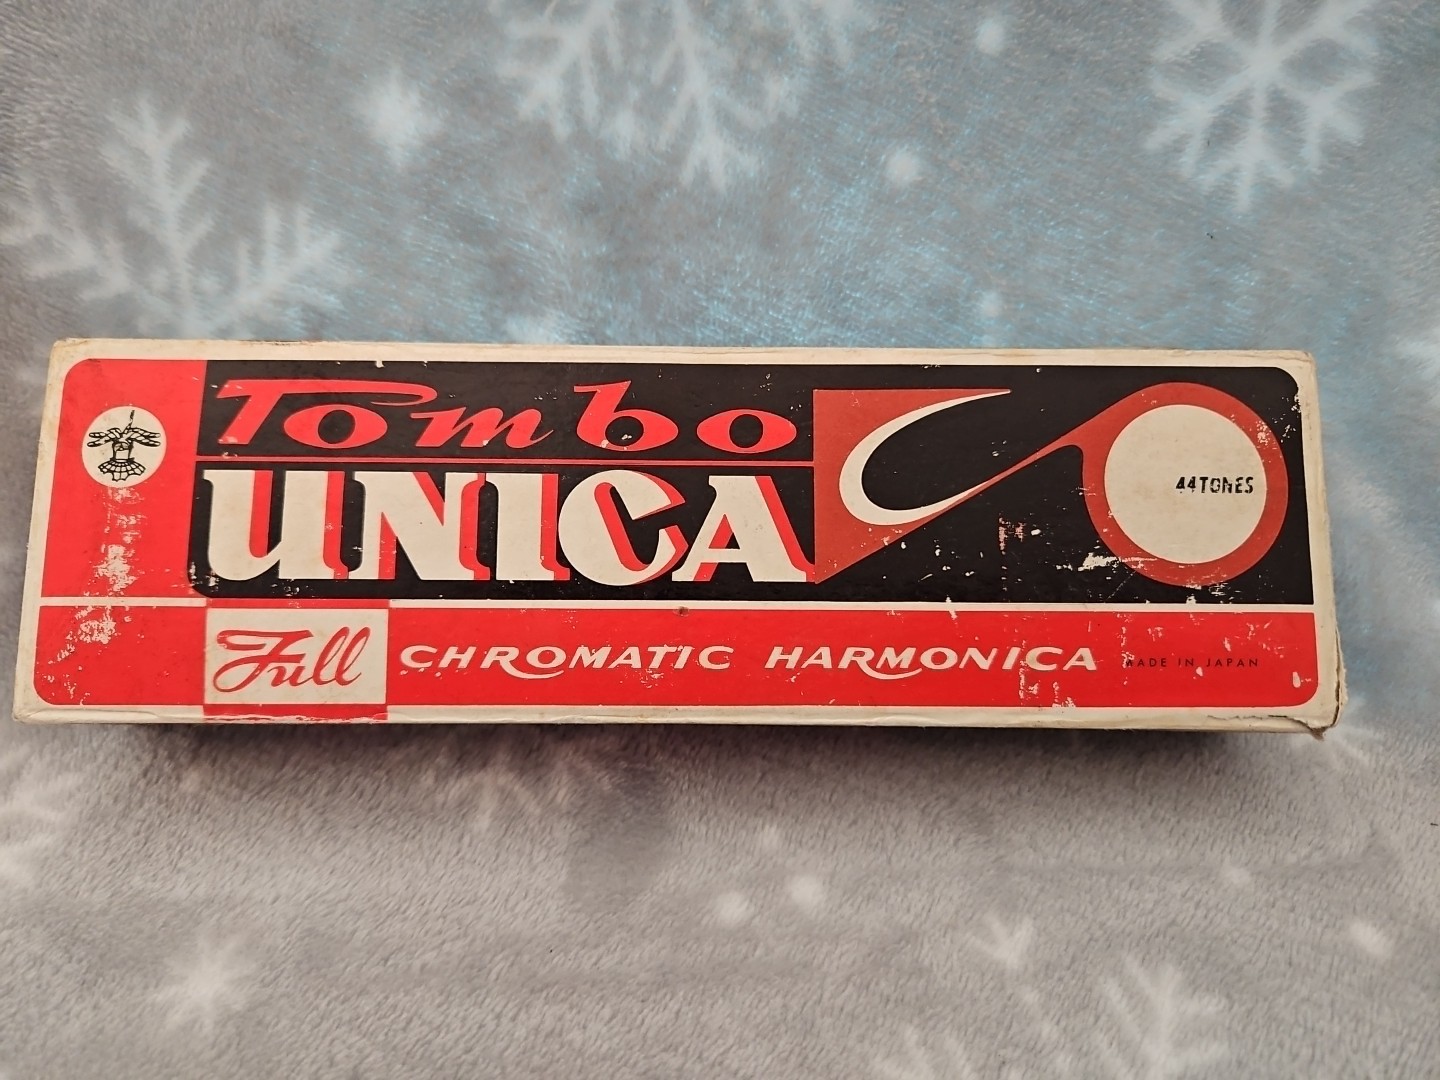 Tombo
UNICA
44TONES
Full CHROMATIC HARMONICA MADE IN JAPAN